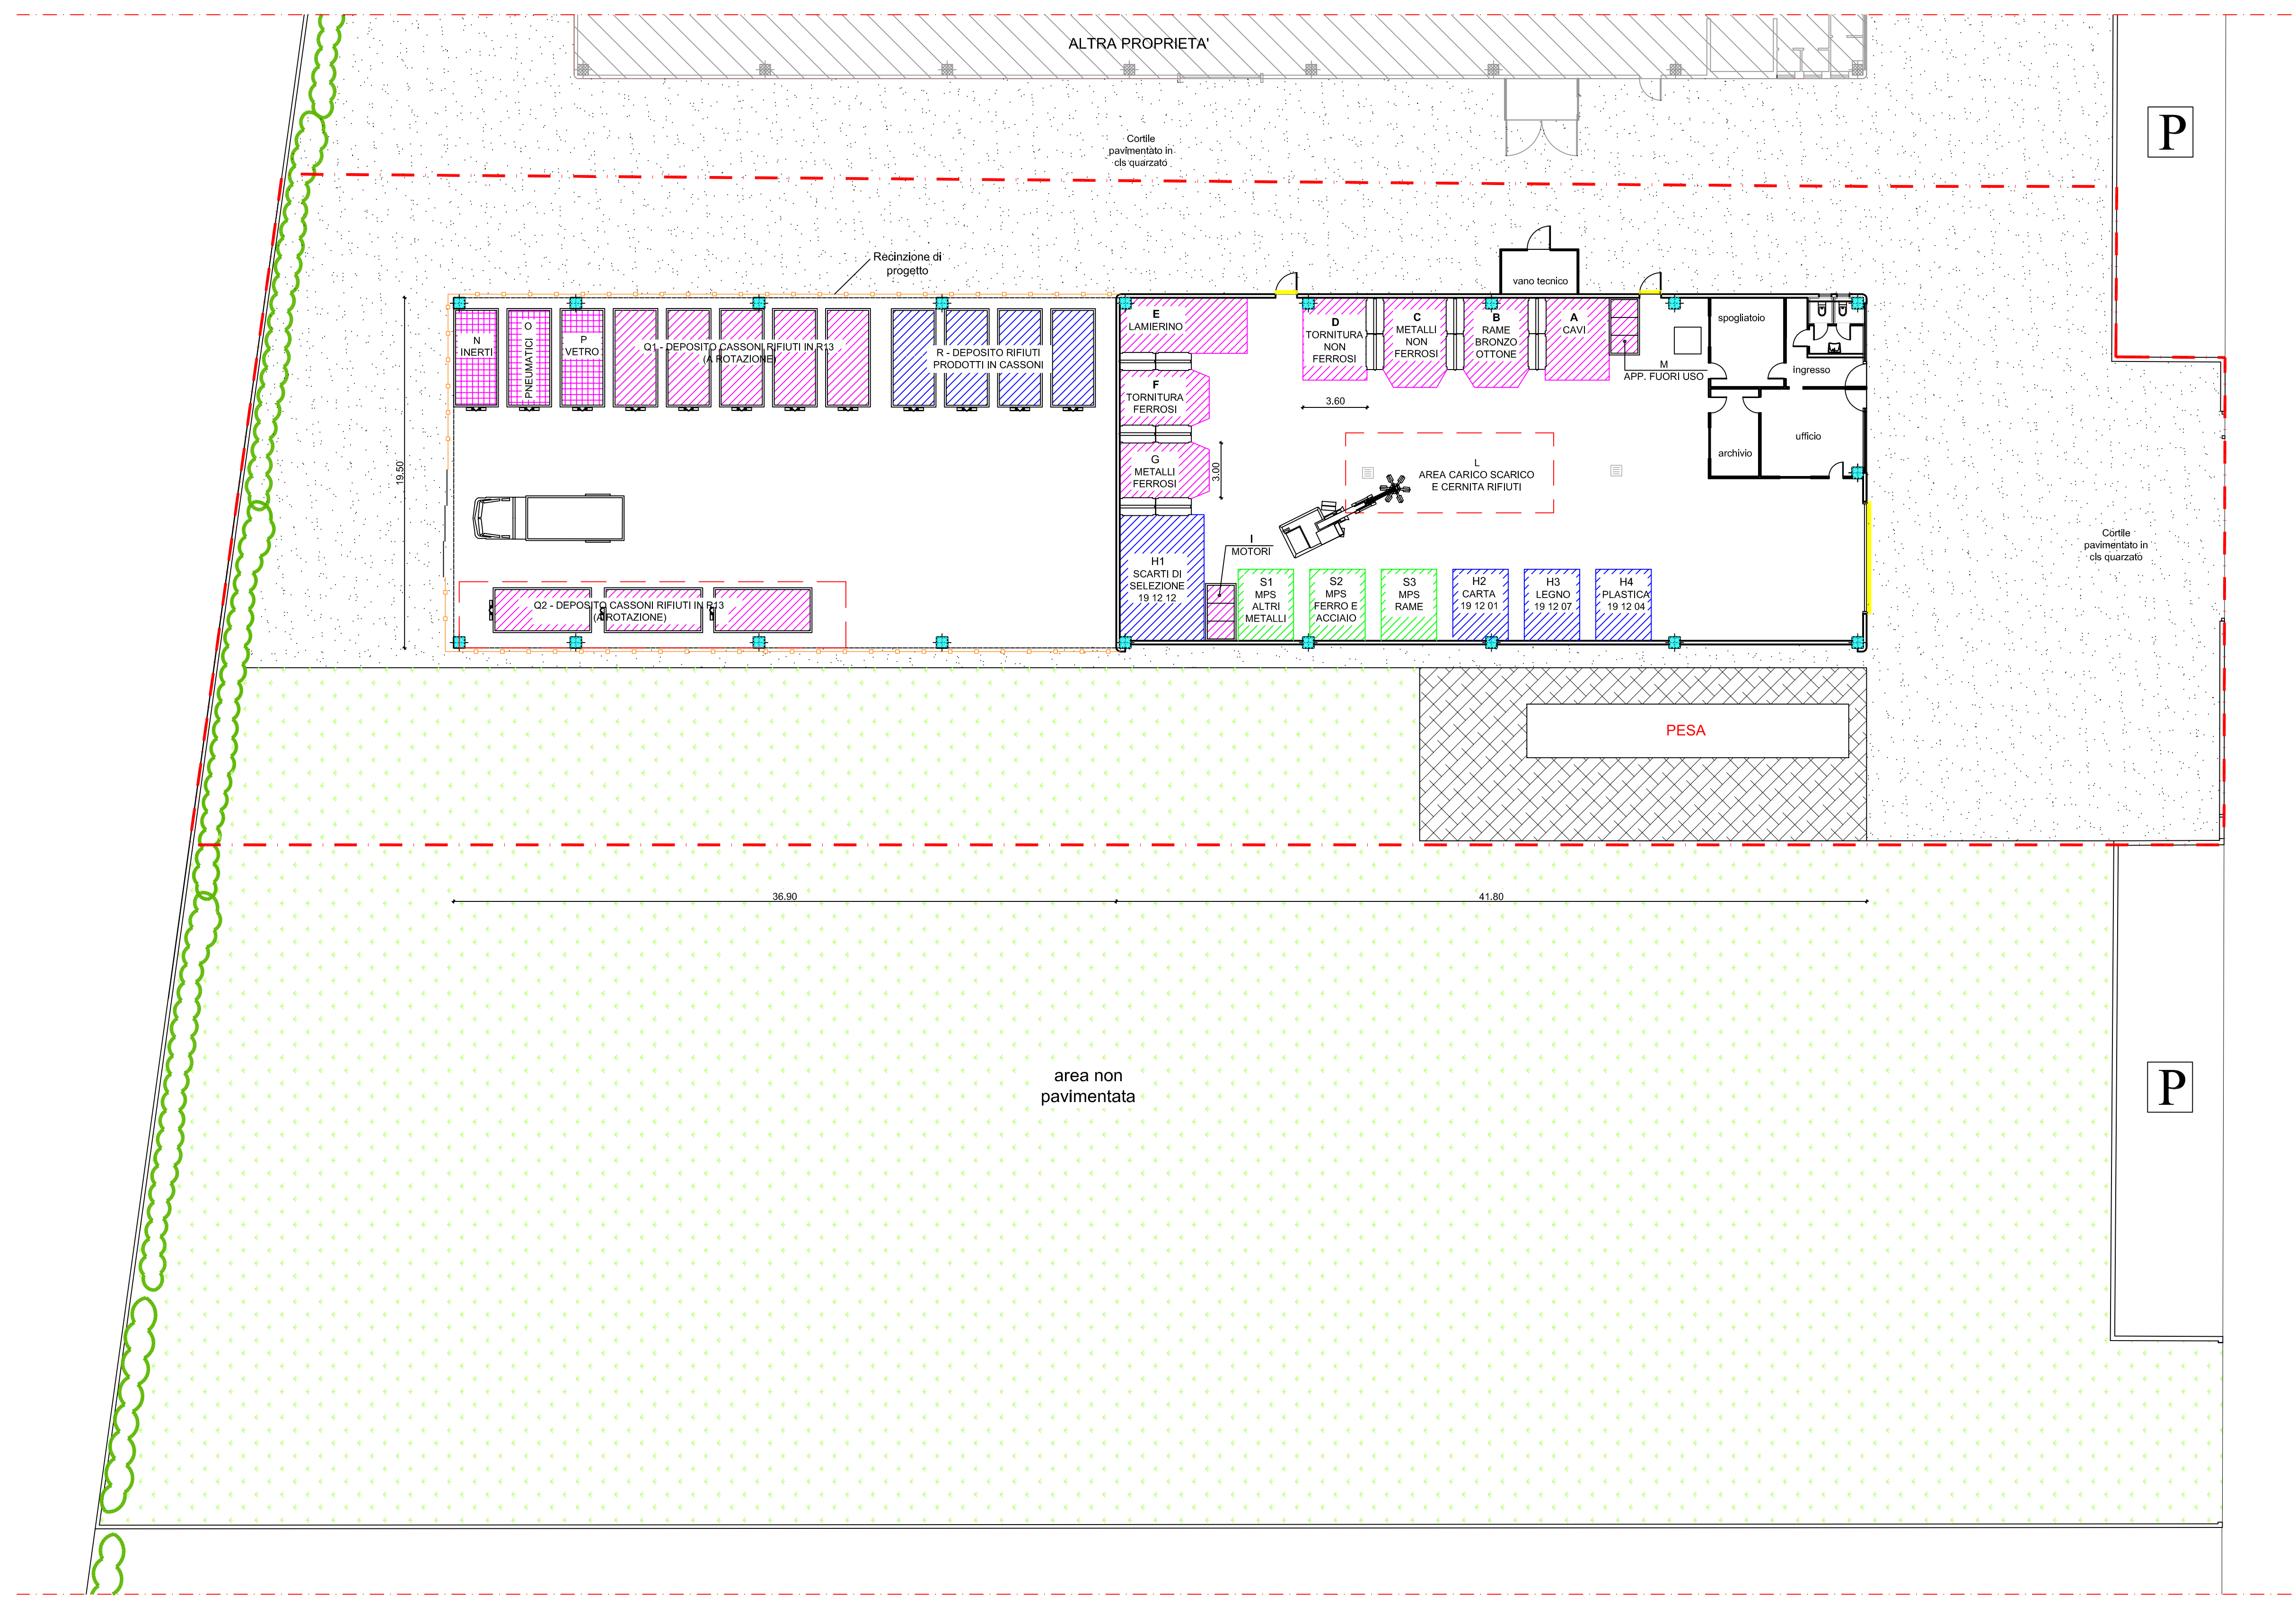 ALTRA PROPRIETA'
P
Cortile
pavimentato in
cls quarzato
Recinzione di
progetto
vano tecnico
N
INERTI
PNEUMATICI O
P
VETRO
Q1 - DEPOSITO CASSONI RIFIUTI IN R13
(A ROTAZIONE)
R - DEPOSITO RIFIUTI
PRODOTTI IN CASSONI
E
LAMIERINO
D
TORNITURA
NON
FERROSI
C
METALLI
NON
FERROSI
B
RAME
BRONZO
OTTONE
A
CAVI
M
APP. FUORI USO
spogliatoio
ingresso
F
TORNITURA
FERROSI
3.60
G
METALLI
FERROSI
3.00
L
AREA CARICO SCARICO
E CERNITA RIFIUTI
archivio
ufficio
19.50
I
MOTORI
H1
SCARTI DI
SELEZIONE
19 12 12
S1
MPS
ALTRI
METALLI
S2
MPS
FERRO E
ACCIAIO
S3
MPS
RAME
H2
CARTA
19 12 01
H3
LEGNO
19 12 07
H4
PLASTICA
19 12 04
Cortile
pavimentato in
cls quarzato
Q2 - DEPOSITO CASSONI RIFIUTI IN R13
(A ROTAZIONE)
PESA
36.90
41.80
area non
pavimentata
P